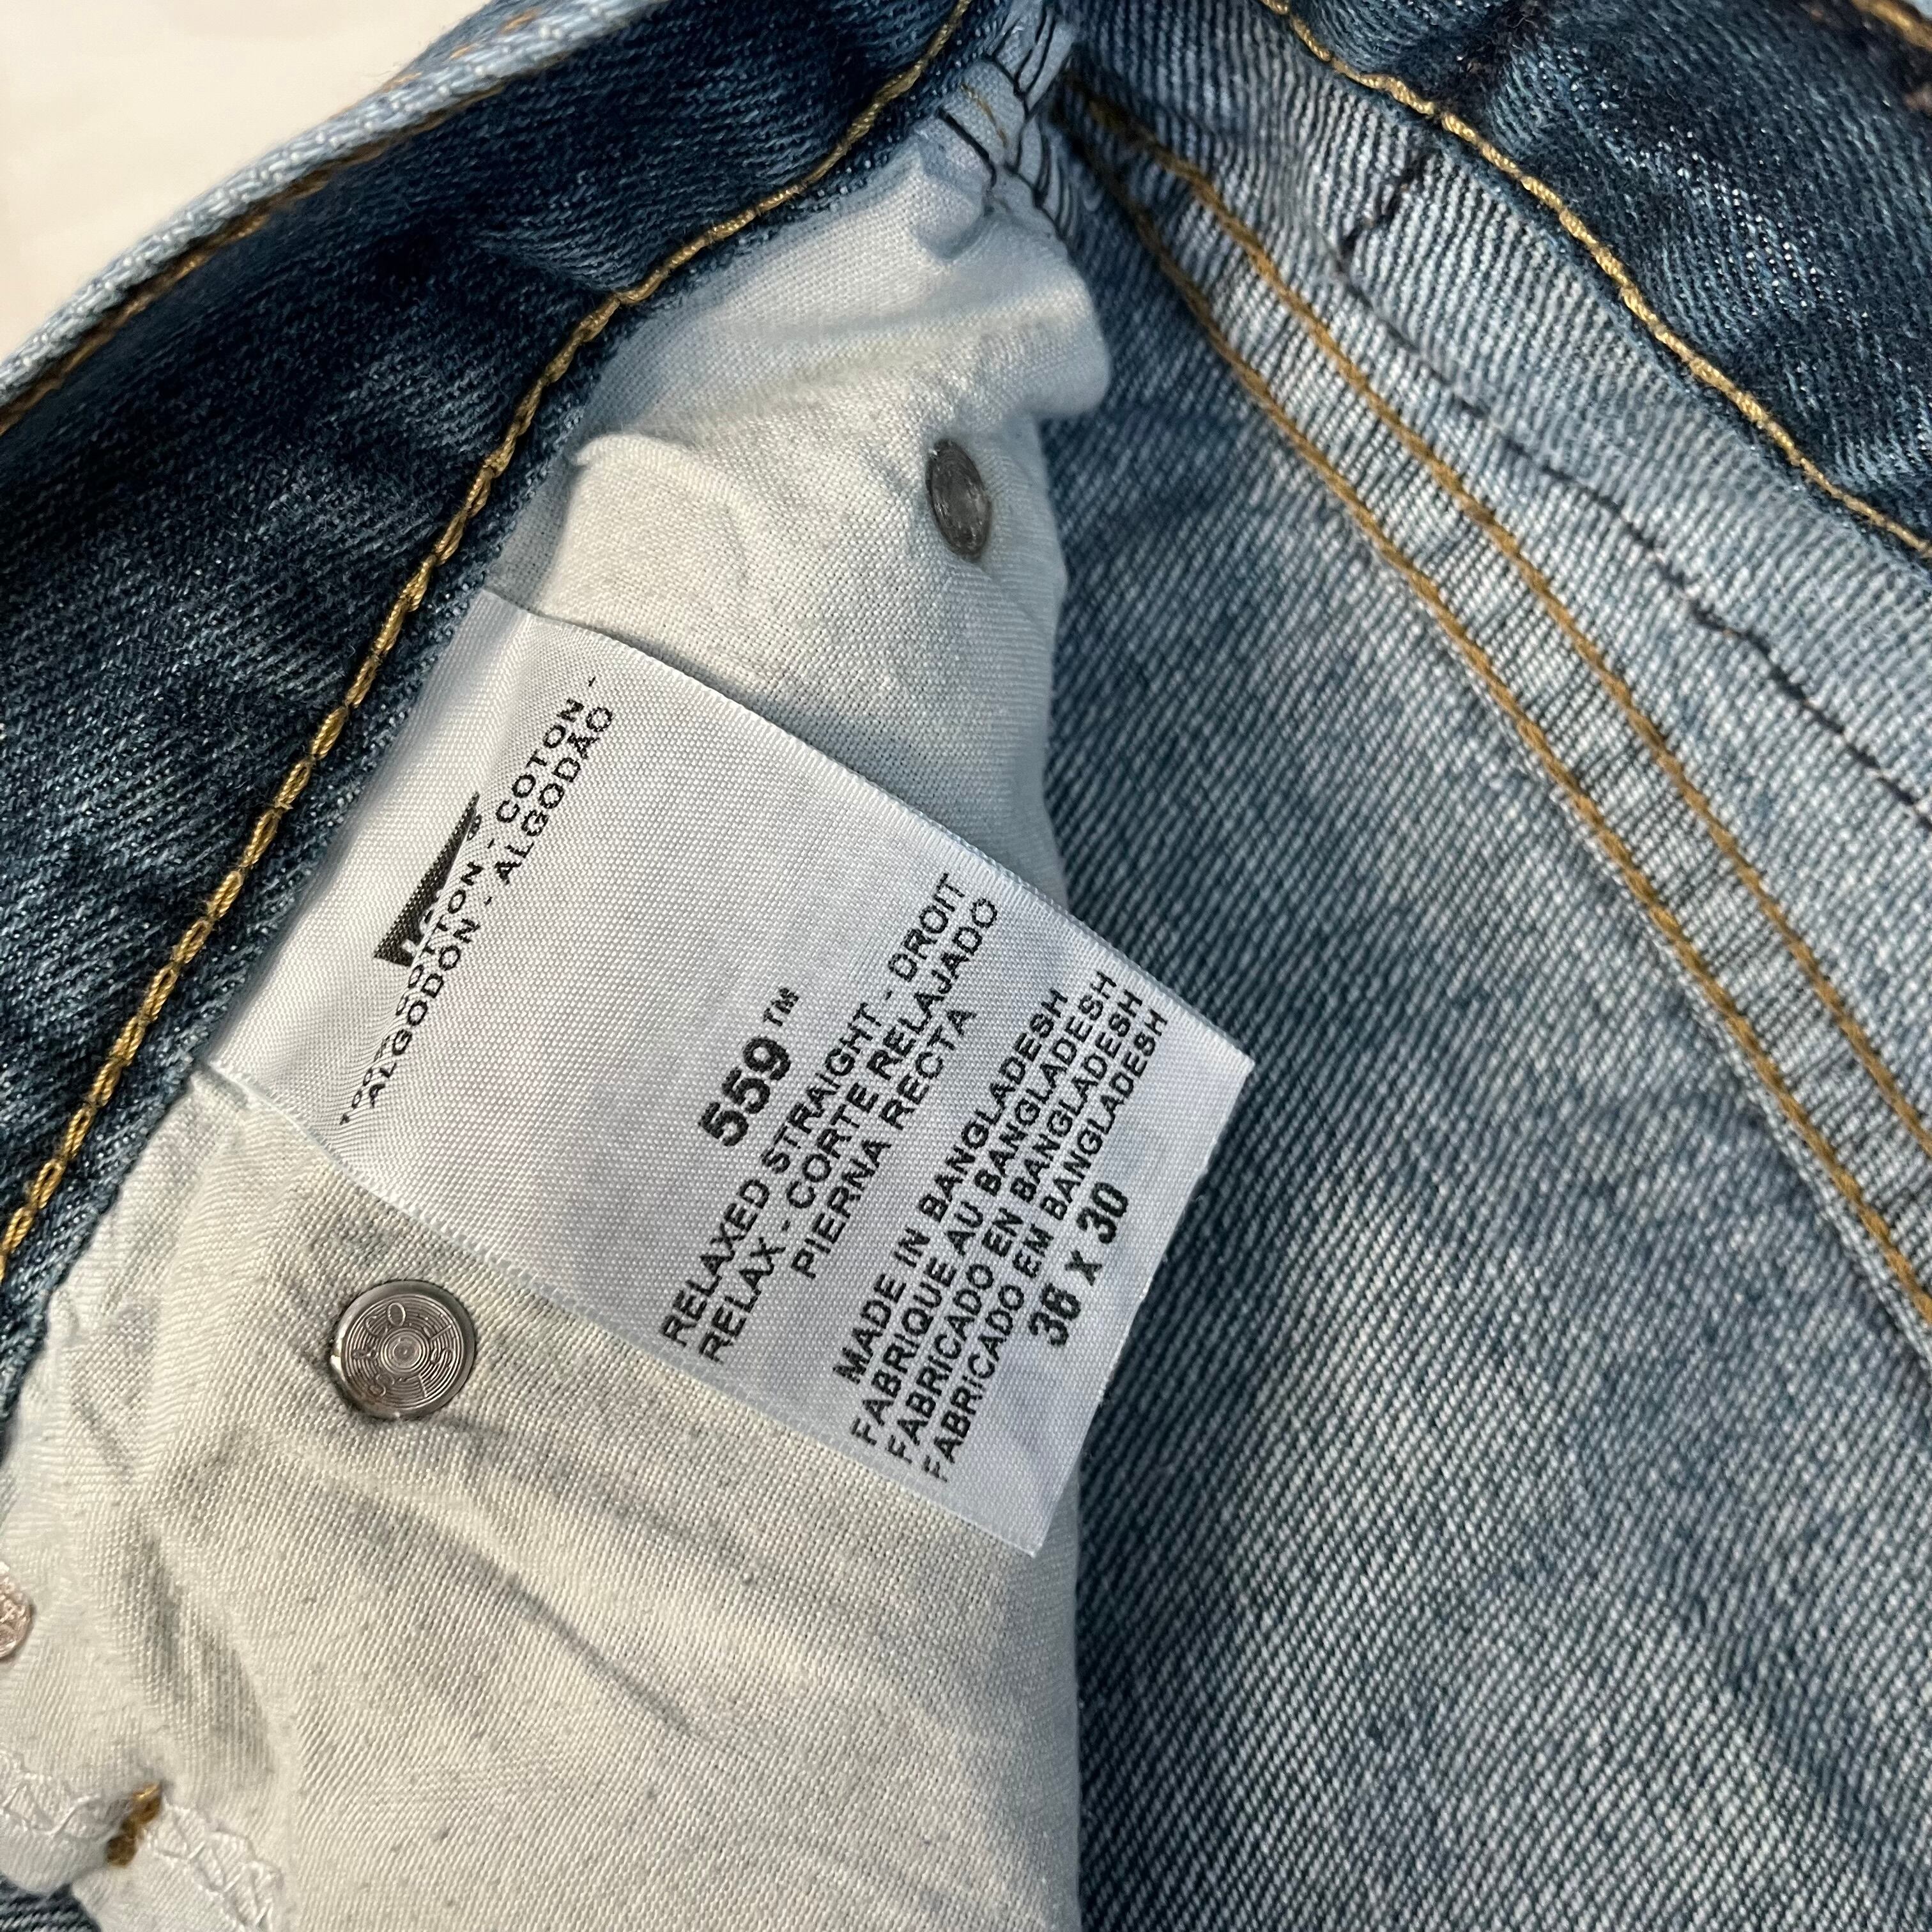 COTTON - COTON -
ALGODÓN - ALGODÃO
559™
RELAXED STRAIGHT - DROIT
RELAX - CORTE RELAJADO
PIERNA RECTA
MADE IN BANGLADESH
FABRIQUE AU BANGLADESH
FABRICADO EN BANGLADESH
FABRICADO EM BANGLADESH
36 X 30